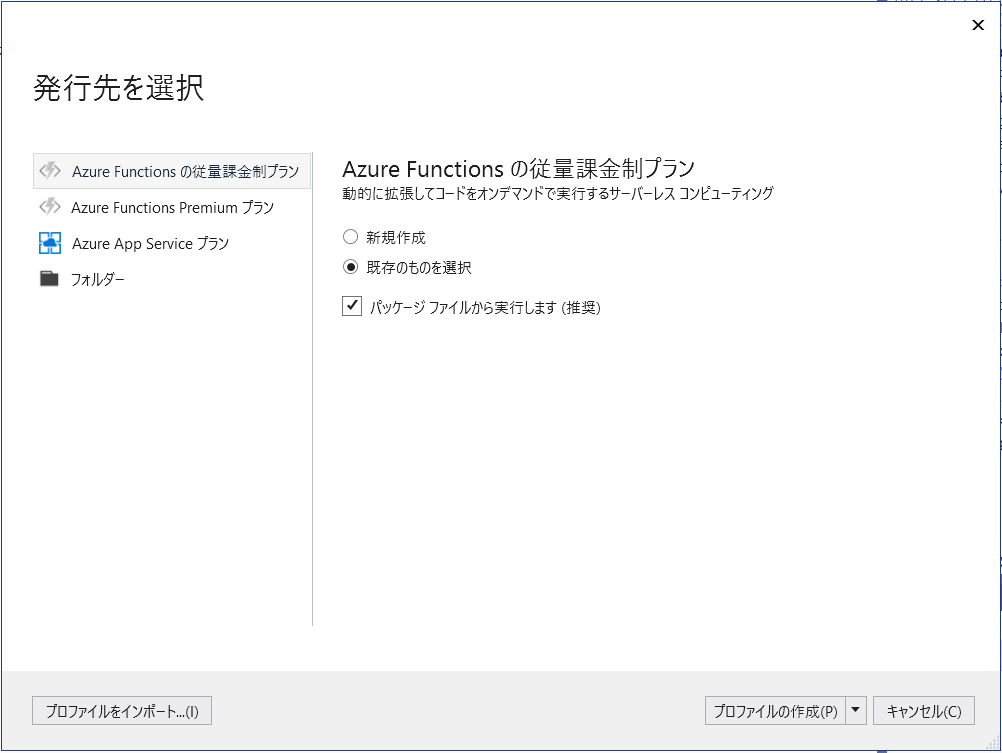 発行先を選択
Azure Functions の従量課金制プラン
Azure Functions Premium プラン
Azure App Service プラン
フォルダー
Azure Functions の従量課金制プラン
動的に拡張してコードをオンデマンドで実行するサーバーレス コンピューティング
新規作成
既存のものを選択
パッケージ ファイルから実行します (推奨)
プロファイルをインポート...(I)
プロファイルの作成(P)
キャンセル(C)